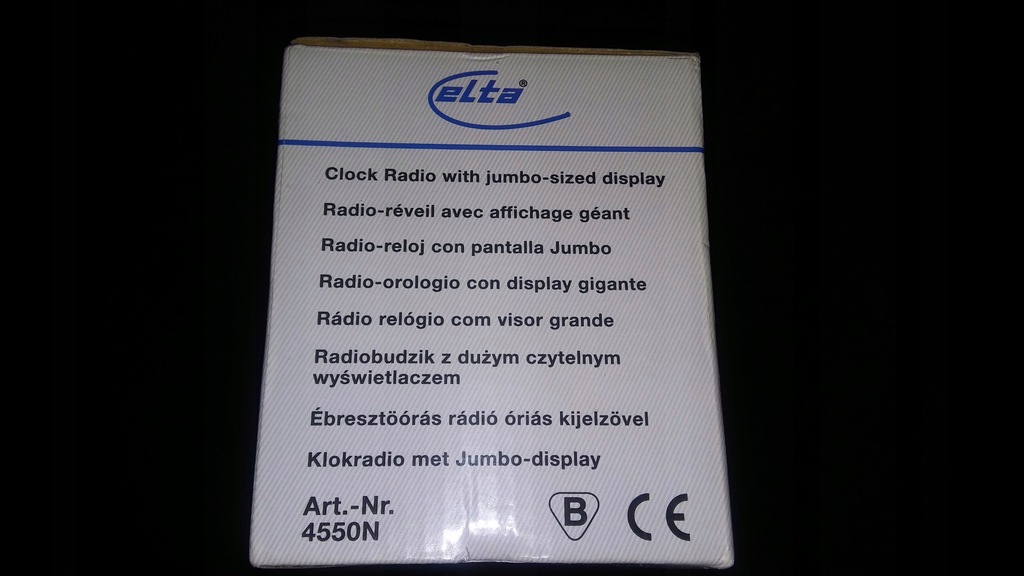 elta®
Clock Radio with jumbo-sized display
Radio-réveil avec affichage géant
Radio-reloj con pantalla Jumbo
Radio-orologio con display gigante
Rádio relógio com visor grande
Radiobudzik z dużym czytelnym
wyświetlaczem
Ébresztöórás rádió óriás kijelzövel
Klokradio met Jumbo-display
Art.-Nr.
4550N
B CE